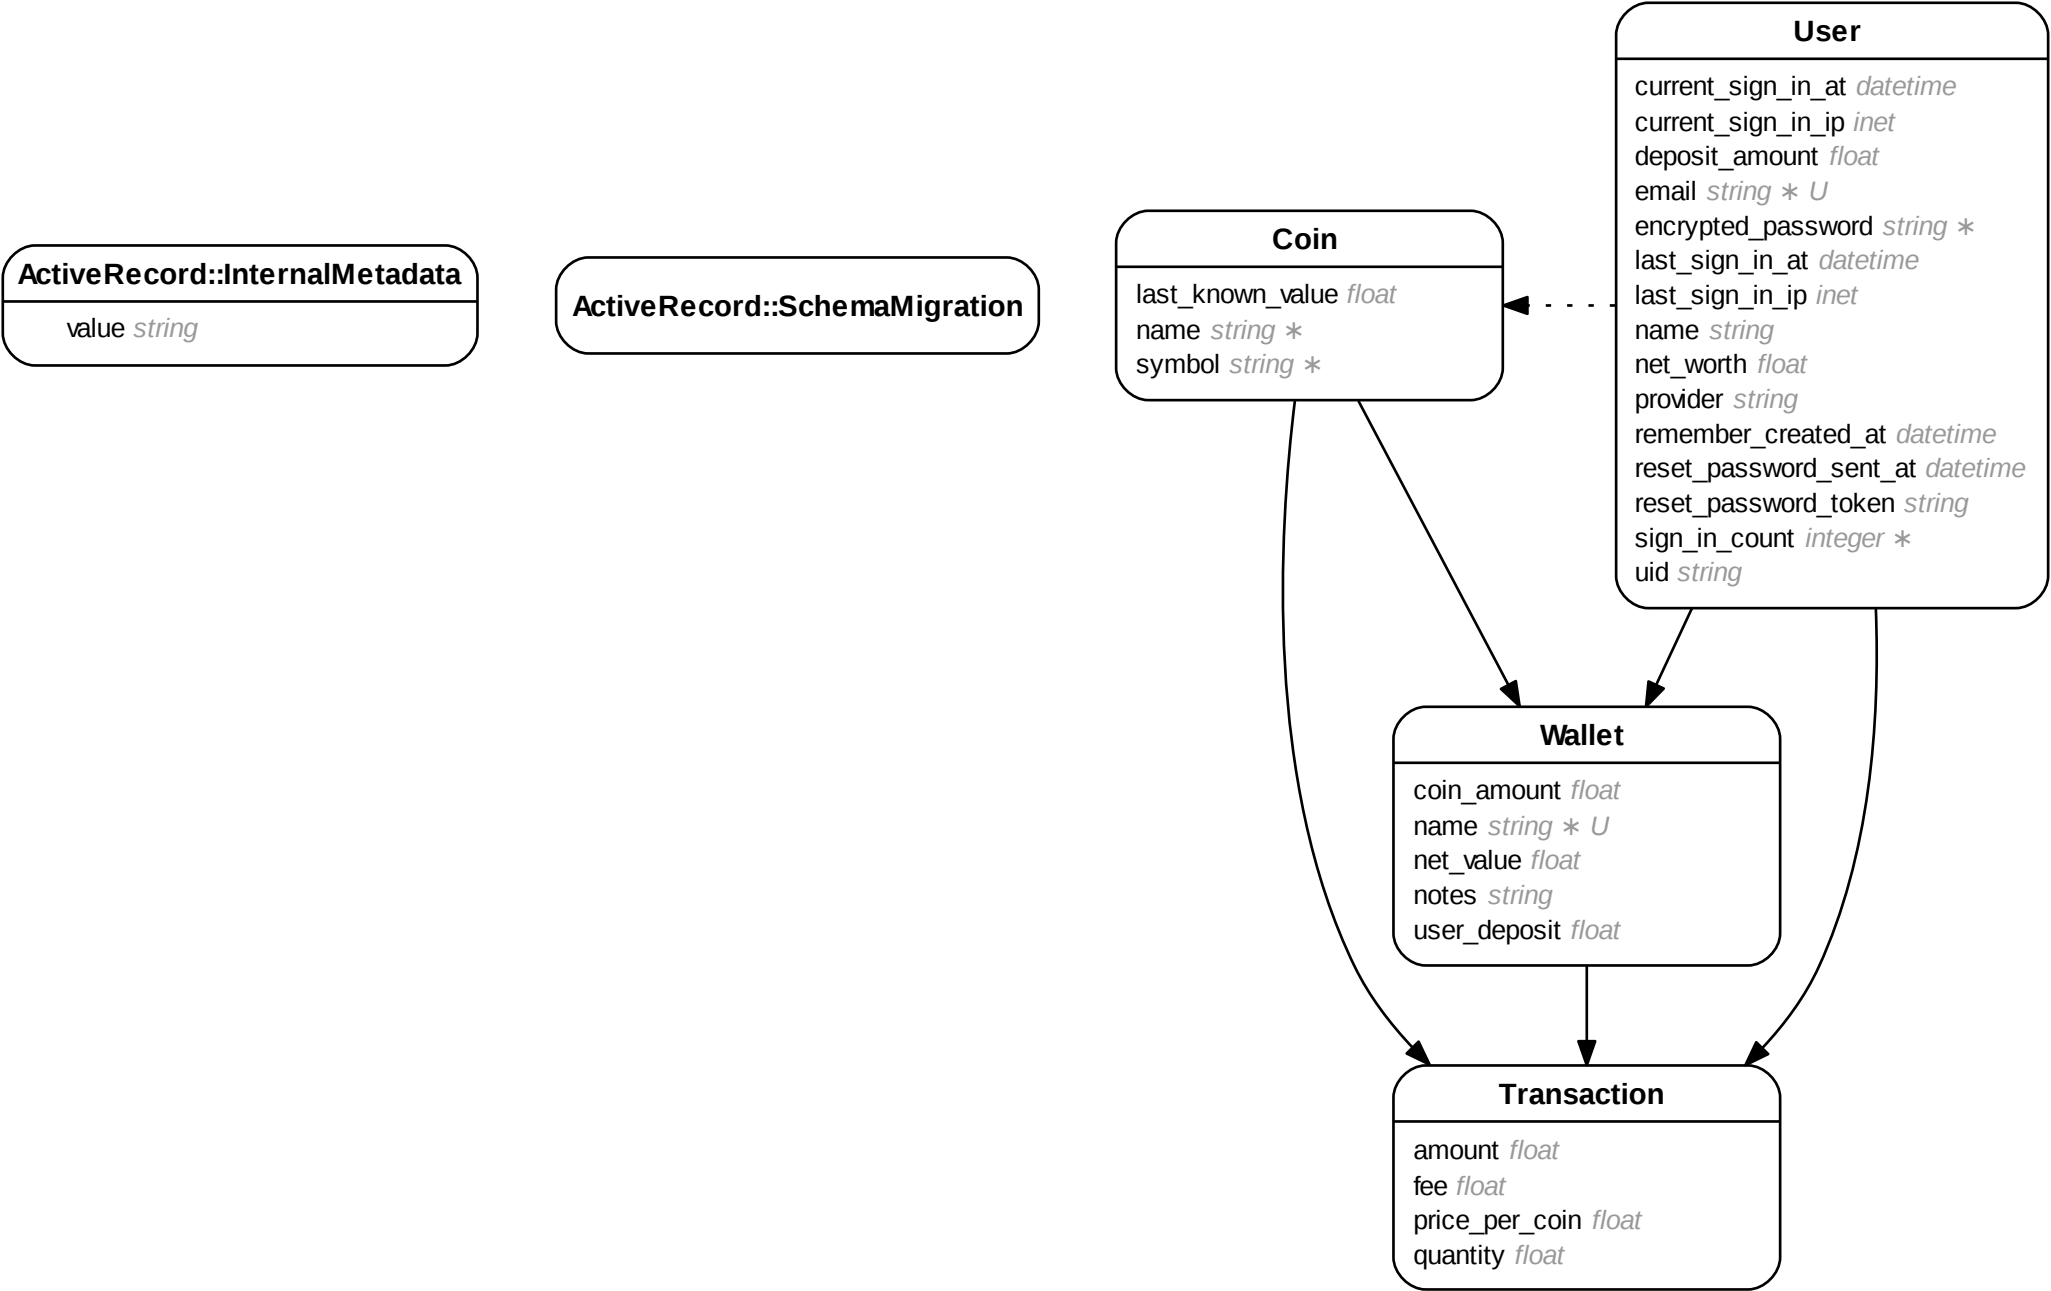 ActiveRecord::InternalMetadata
value string
ActiveRecord::SchemaMigration
Coin
last_known_value float
name string ∗
symbol string ∗
User
current_sign_in_at datetime
current_sign_in_ip inet
deposit_amount float
email string ∗ U
encrypted_password string ∗
last_sign_in_at datetime
last_sign_in_ip inet
name string
net_worth float
provider string
remember_created_at datetime
reset_password_sent_at datetime
reset_password_token string
sign_in_count integer ∗
uid string
Wallet
coin_amount float
name string ∗ U
net_value float
notes string
user_deposit float
Transaction
amount float
fee float
price_per_coin float
quantity float